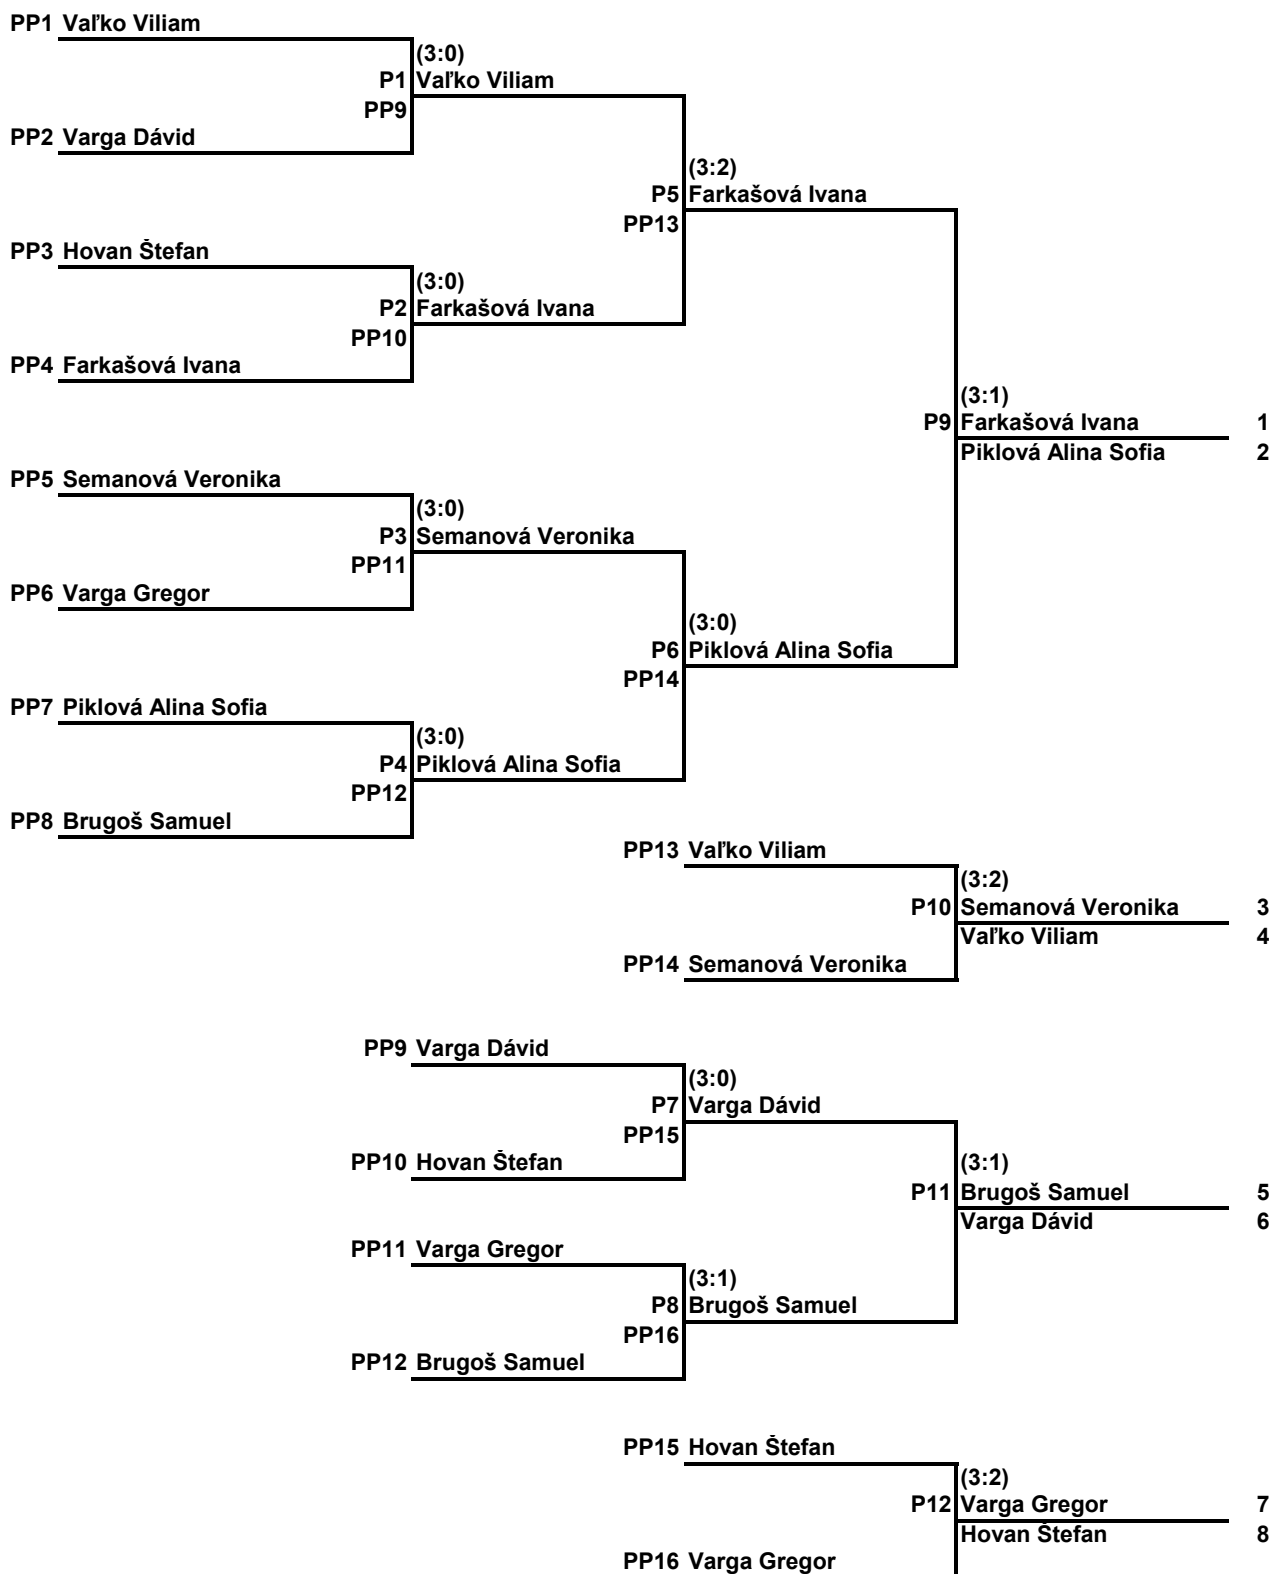 PP1 Vaľko Viliam
(3:0)
P1 Vaľko Viliam
PP9
PP2 Varga Dávid
(3:2)
P5 Farkašová Ivana
PP13
PP3 Hovan Štefan
(3:0)
P2 Farkašová Ivana
PP10
PP4 Farkašová Ivana
(3:1)
P9 Farkašová Ivana 1
Piklová Alina Sofia 2
PP5 Semanová Veronika
(3:0)
P3 Semanová Veronika
PP11
PP6 Varga Gregor
(3:0)
P6 Piklová Alina Sofia
PP14
PP7 Piklová Alina Sofia
(3:0)
P4 Piklová Alina Sofia
PP12
PP8 Brugoš Samuel
PP13 Vaľko Viliam
(3:2)
P10 Semanová Veronika 3
Vaľko Viliam 4
PP14 Semanová Veronika
PP9 Varga Dávid
(3:0)
P7 Varga Dávid
PP15
PP10 Hovan Štefan
(3:1)
P11 Brugoš Samuel 5
Varga Dávid 6
PP11 Varga Gregor
(3:1)
P8 Brugoš Samuel
PP16
PP12 Brugoš Samuel
PP15 Hovan Štefan
(3:2)
P12 Varga Gregor 7
Hovan Štefan 8
PP16 Varga Gregor